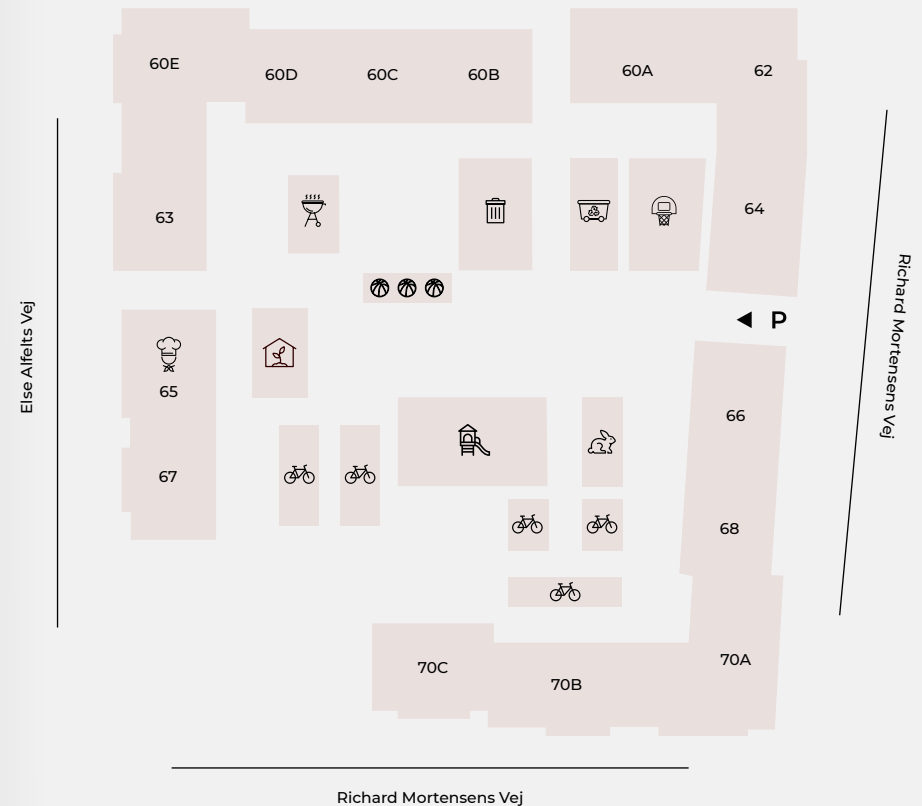 60E
60D
60C
60B
60A
62
63
64
◀ P
65
66
67
68
70C
70B
70A
Else Alfelts Vej
Richard Mortensens Vej
Richard Mortensens Vej